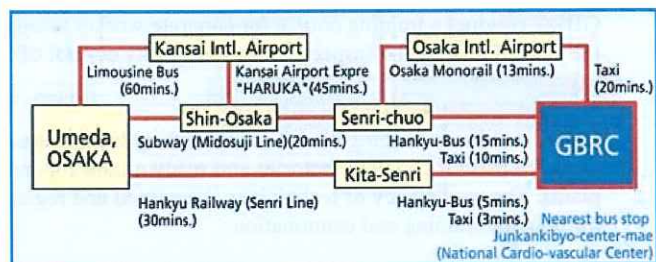 Kansai Intl. Airport
Osaka Intl. Airport
Limousine Bus
(60mins.)
Kansai Airport Expre
"HARUKA"(45mins.)
Osaka Monorail (13mins.)
Taxi
(20mins.)
Umeda,
OSAKA
Shin-Osaka
Senri-chuo
Subway (Midosuji Line)(20mins.)
Hankyu-Bus (15mins.)
Taxi (10mins.)
GBRC
Kita-Senri
Hankyu Railway (Senri Line)
(30mins.)
Hankyu-Bus (5mins.)
Taxi (3mins.)
Nearest bus stop
Junkankibyo-center-mae
(National Cardio-vascular Center)